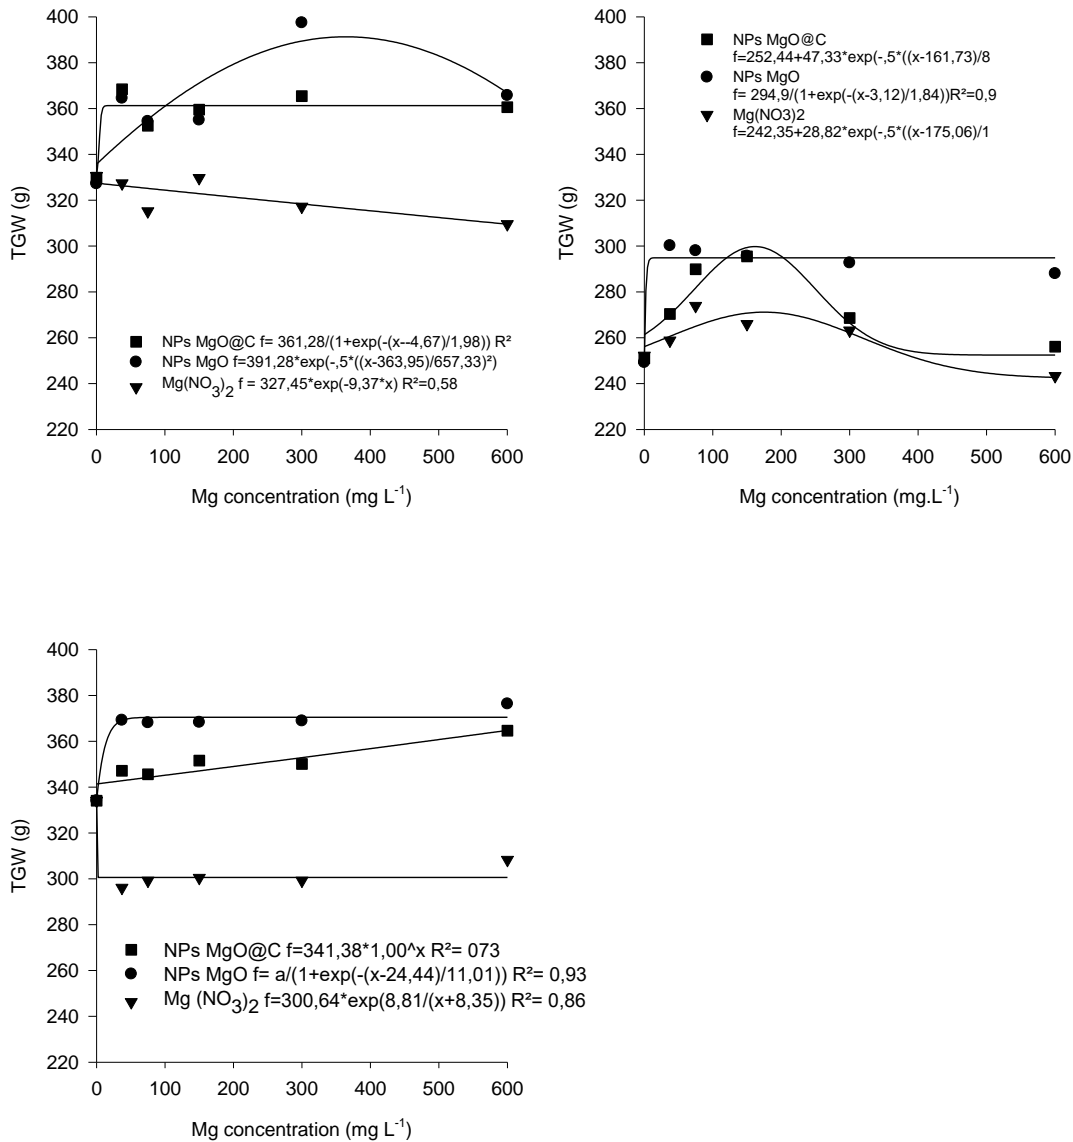 400
380
360
340
320
300
280
260
240
220
TGW (g)
NPs MgO@C f= 361,28/(1+exp(-(x--4,67)/1,98)) R²
NPs MgO f=391,28*exp(-,5*((x-363,95)/657,33)²)
Mg(NO3)2 f = 327,45*exp(-9,37*x) R²=0,58
0 100 200 300 400 500 600
Mg concentration (mg L-1)
400
380
360
340
320
300
280
260
240
220
TGW (g)
NPs MgO@C
f=252,44+47,33*exp(-,5*((x-161,73)/8
NPs MgO
f= 294,9/(1+exp(-(x-3,12)/1,84))R²=0,9
Mg(NO3)2
f=242,35+28,82*exp(-,5*((x-175,06)/1
0 100 200 300 400 500 600
Mg concentration (mg.L-1)
400
380
360
340
320
300
280
260
240
220
TGW (g)
NPs MgO@C f=341,38*1,00^x R²= 073
NPs MgO f= a/(1+exp(-(x-24,44)/11,01)) R²= 0,93
Mg (NO3)2 f=300,64*exp(8,81/(x+8,35)) R²= 0,86
0 100 200 300 400 500 600
Mg concentration (mg L-1)